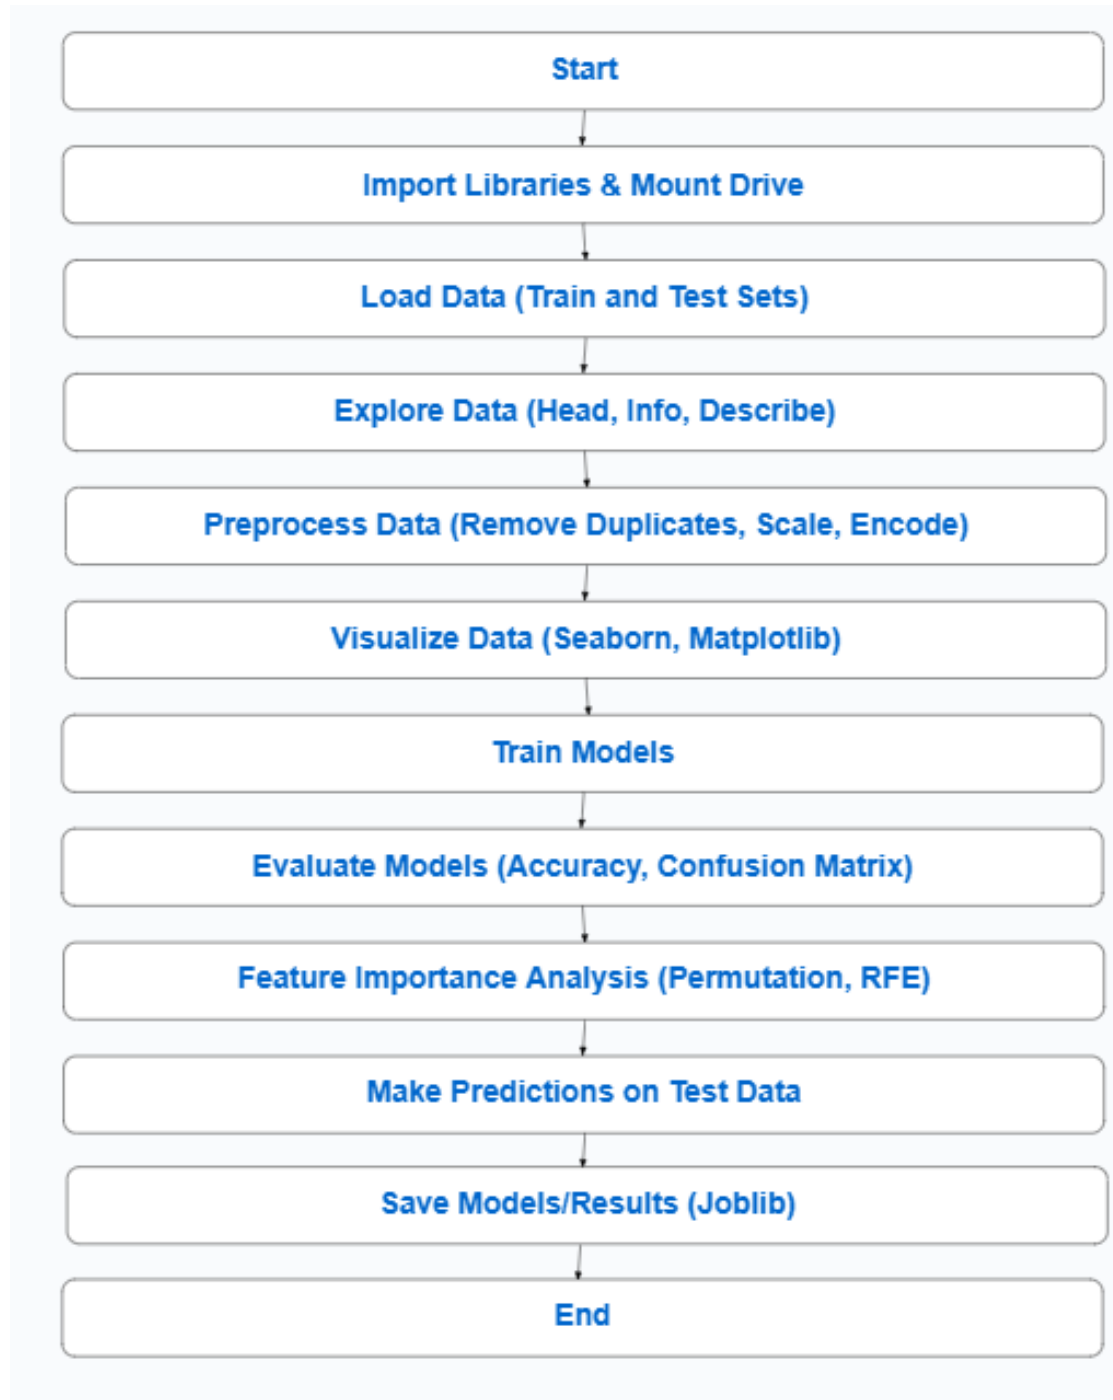 Start
Import Libraries & Mount Drive
Load Data (Train and Test Sets)
Explore Data (Head, Info, Describe)
Preprocess Data (Remove Duplicates, Scale, Encode)
Visualize Data (Seaborn, Matplotlib)
Train Models
Evaluate Models (Accuracy, Confusion Matrix)
Feature Importance Analysis (Permutation, RFE)
Make Predictions on Test Data
Save Models/Results (Joblib)
End